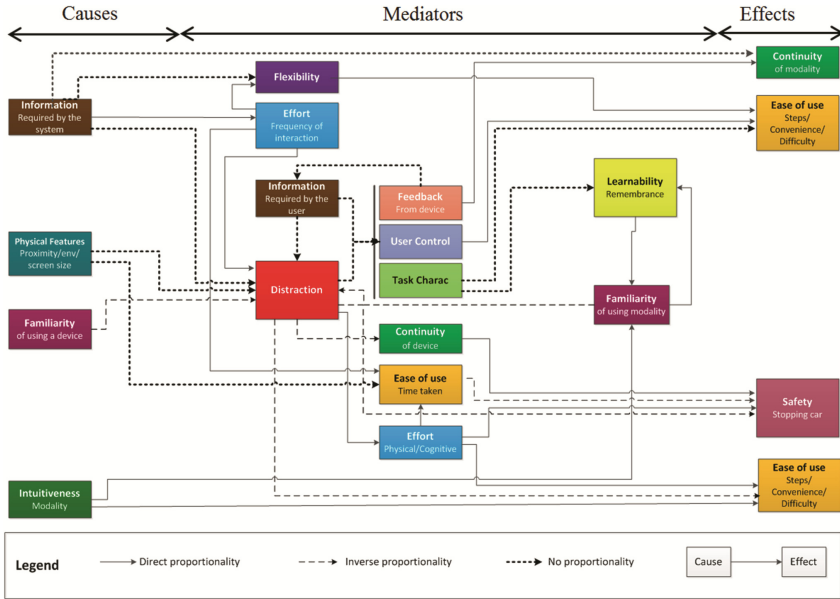 Causes
Mediators
Effects
Flexibility
Continuity
of modality
Information
Required by the
system
Effort
Frequency of
interaction
Ease of use
Steps/
Convenience/
Difficulty
Information
Required by the
user
Feedback
From device
Learnability
Remembrance
User Control
Physical Features
Proximity/env/
screen size
Distraction
Task Charac
Familiarity
of using a device
Familiarity
of using modality
Continuity
of device
Ease of use
Time taken
Safety
Stopping car
Effort
Physical/Cognitive
Intuitiveness
Modality
Ease of use
Steps/
Convenience/
Difficulty
Legend
Direct proportionality
Inverse proportionality
No proportionality
Cause
Effect